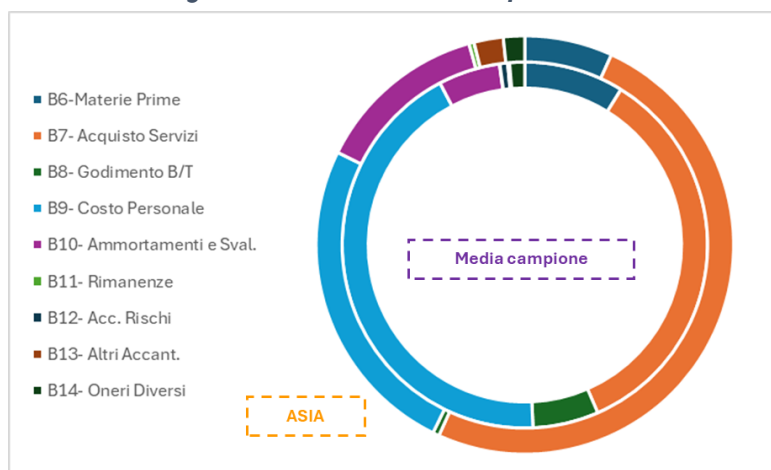 B6-Materie Prime
B7- Acquisto Servizi
B8- Godimento B/T
B9- Costo Personale
B10- Ammortamenti e Sval.
B11- Rimanenze
B12- Acc. Rischi
B13- Altri Accant.
B14- Oneri Diversi
Media campione
ASIA